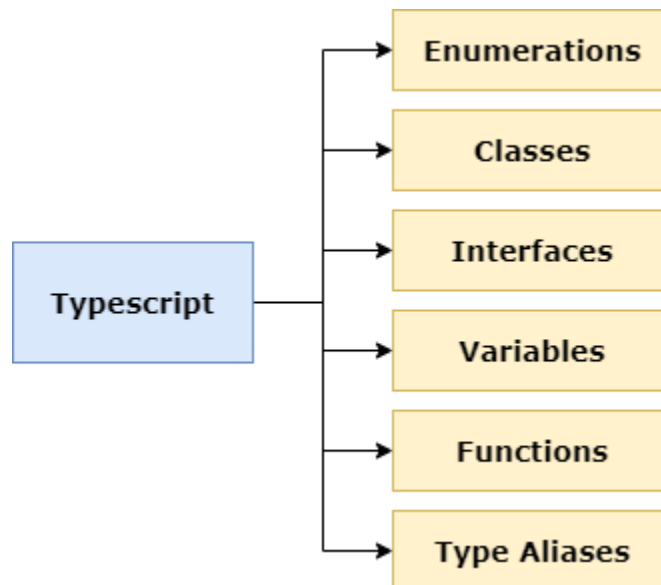 Enumerations
Classes
Interfaces
Typescript
Variables
Functions
Type Aliases